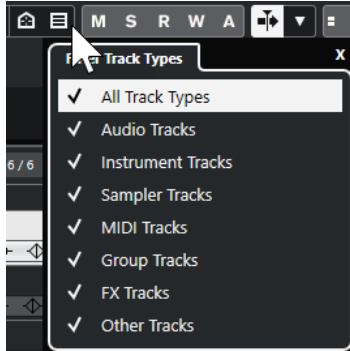 M S R W A
Track Types X
All Track Types
Audio Tracks
6/6
Instrument Tracks
Sampler Tracks
MIDI Tracks
Group Tracks
FX Tracks
Other Tracks